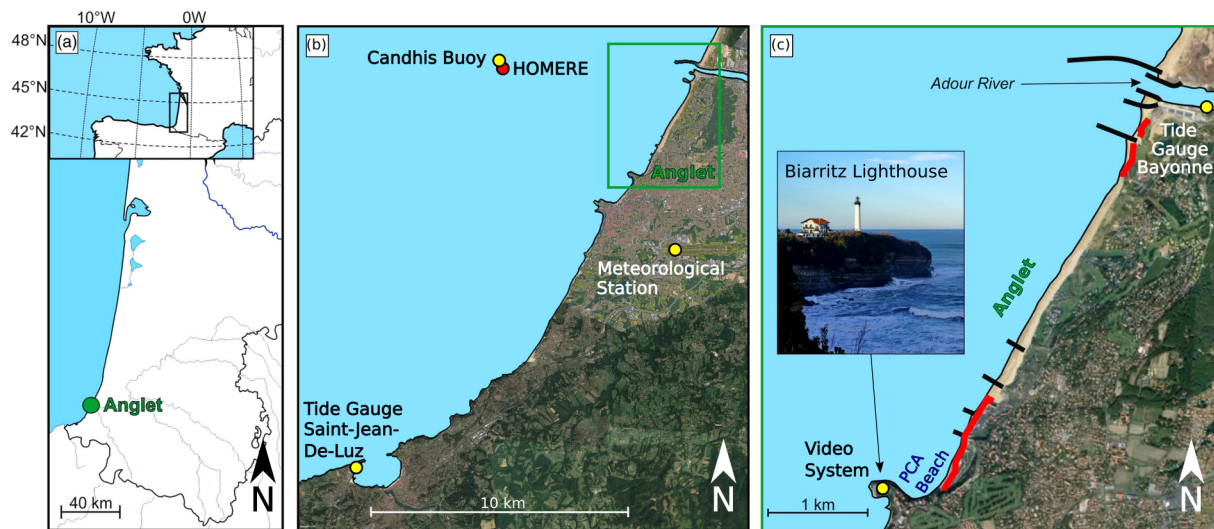 10°W
0°W
48°N
45°N
42°N
(a)
Anglet
40 km
N
(b)
Candhis Buoy
HOMERE
Anglet
Meteorological
Station
Tide Gauge
Saint-Jean-
De-Luz
10 km
N
(c)
Adour River
Tide
Gauge
Bayonne
Biarritz Lighthouse
Anglet
Video
System
PCA
Beach
1 km
N